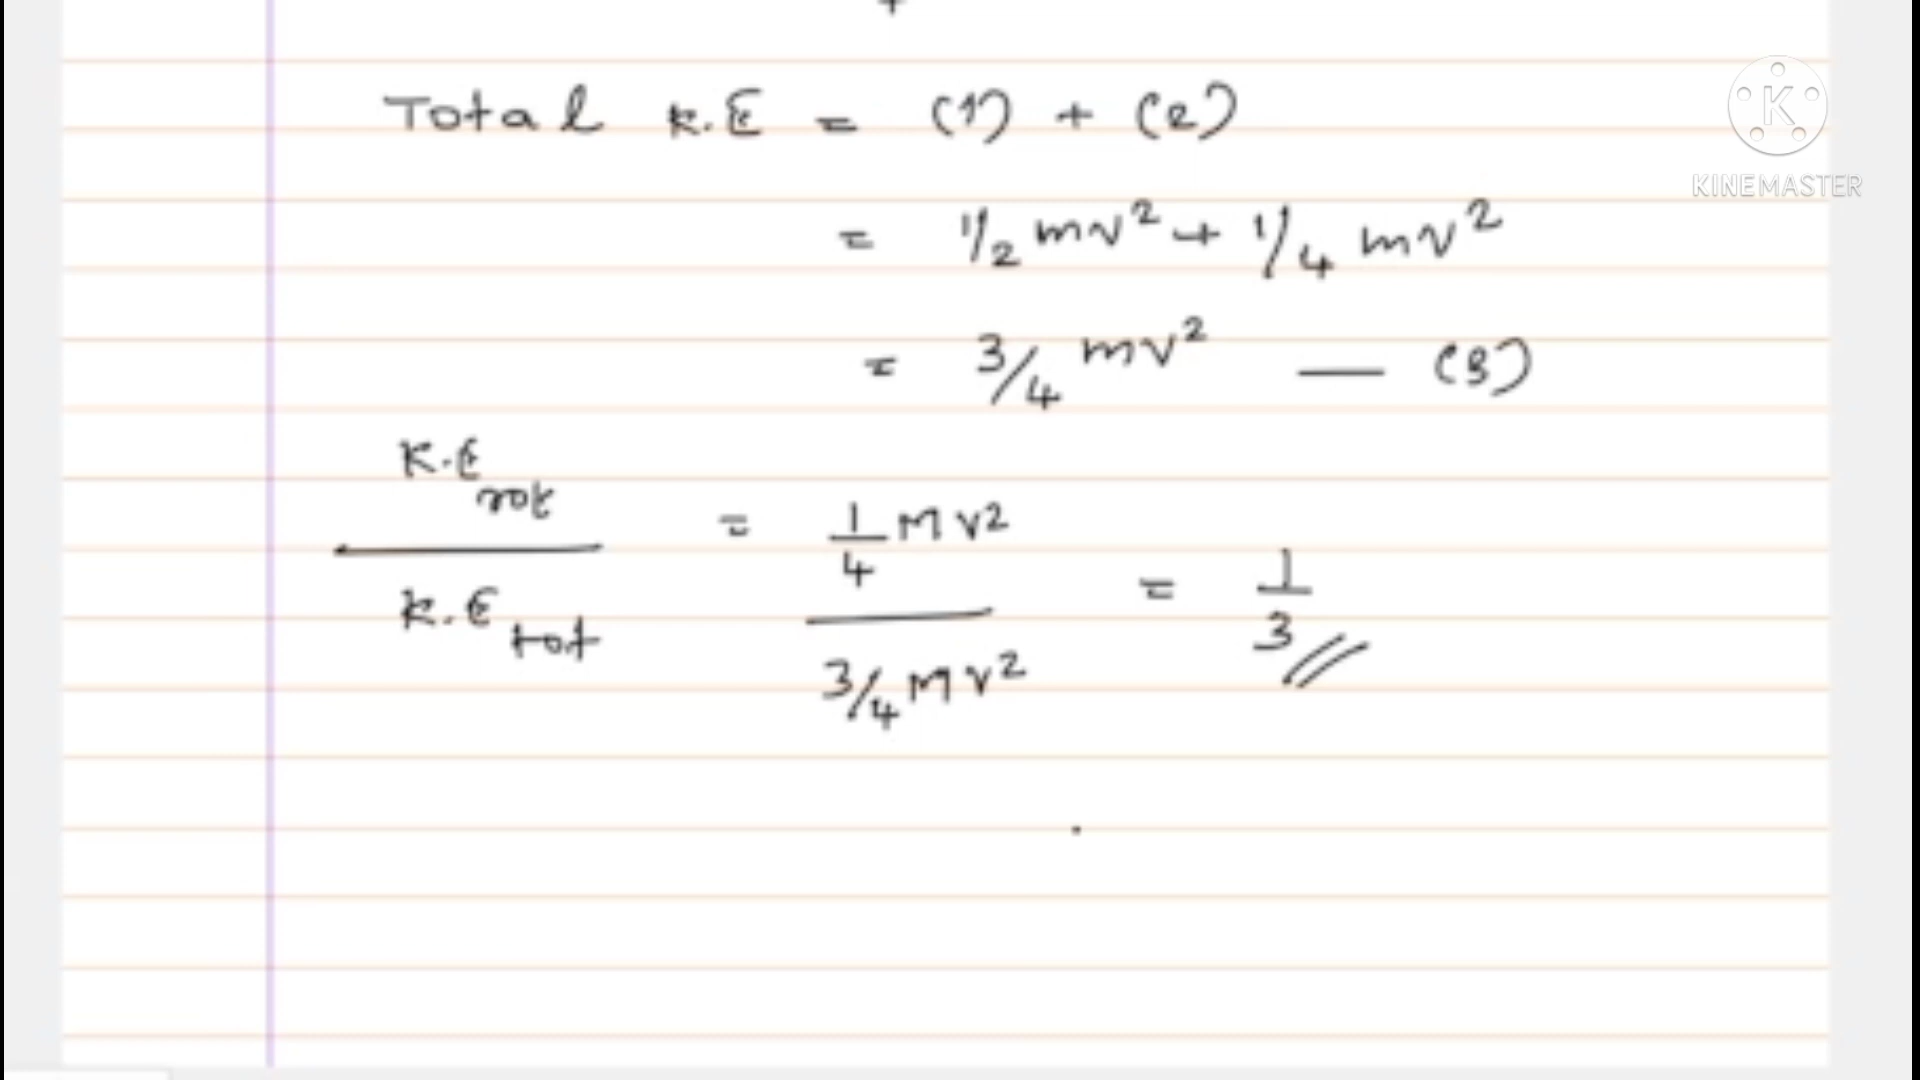 Total K.E = (1) + (2)
KINEMASTER
= 1/2 mv² + 1/4 mv²
= 3/4 mv² — (3)
K.E rot / K.E tot = 1/4 Mv² / 3/4 Mv² = 1/3